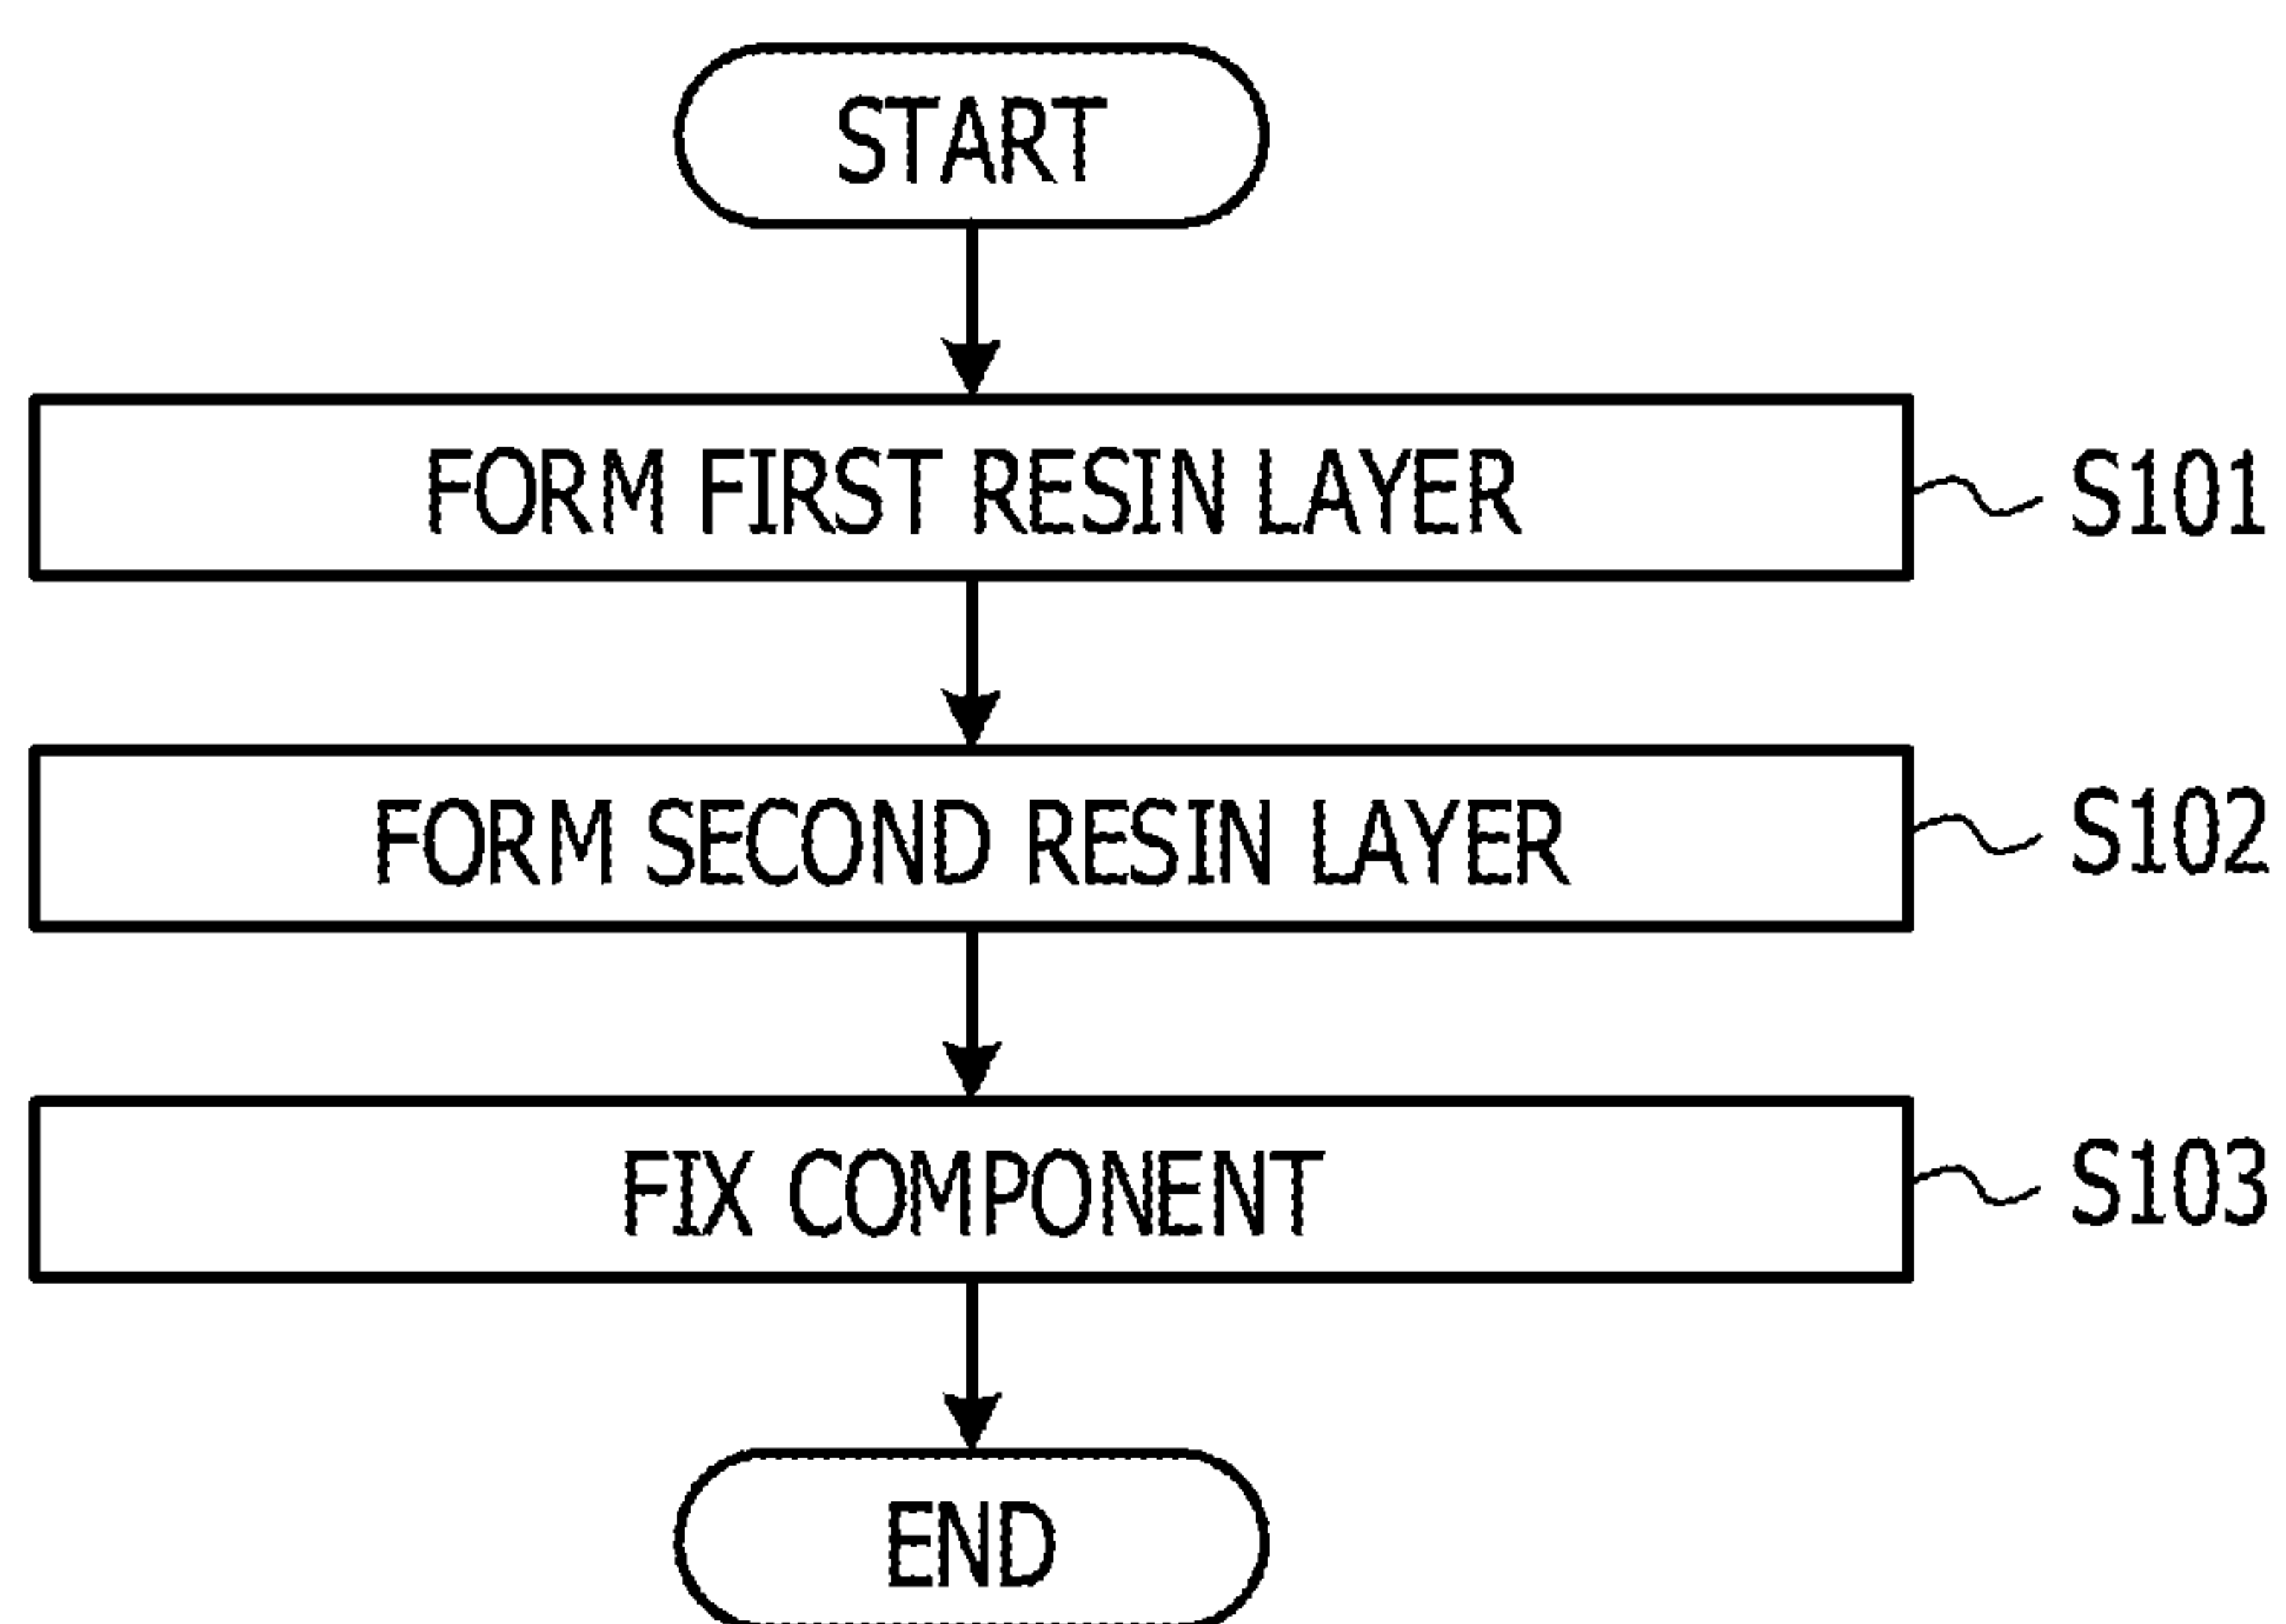 START
FORM FIRST RESIN LAYER
S101
FORM SECOND RESIN LAYER
S102
FIX COMPONENT
S103
END